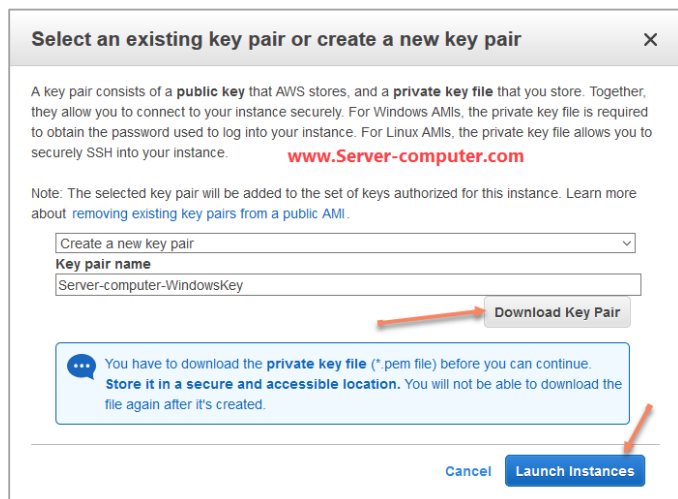 Select an existing key pair or create a new key pair
A key pair consists of a public key that AWS stores, and a private key file that you store. Together,
they allow you to connect to your instance securely. For Windows AMIs, the private key file is required
to obtain the password used to log into your instance. For Linux AMIs, the private key file allows you to
securely SSH into your instance.
www.Server-computer.com
Note: The selected key pair will be added to the set of keys authorized for this instance. Learn more
about removing existing key pairs from a public AMI.
Create a new key pair
Key pair name
Server-computer-WindowsKey
Download Key Pair
You have to download the private key file (*.pem file) before you can continue.
Store it in a secure and accessible location. You will not be able to download the
file again after it's created.
Cancel
Launch Instances